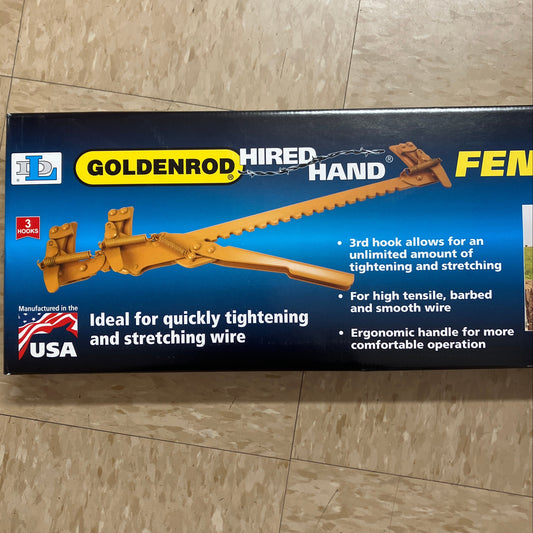 DL
GOLDENROD® HIRED HAND® FEN
3
HOOKS
• 3rd hook allows for an
unlimited amount of
tightening and stretching
• For high tensile, barbed
and smooth wire
• Ergonomic handle for more
comfortable operation
Manufactured in the
USA
Ideal for quickly tightening
and stretching wire